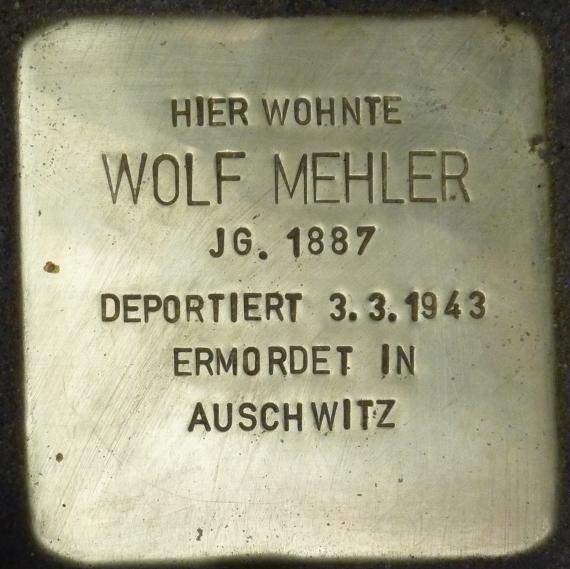 HIER WOHNTE
WOLF MEHLER
JG. 1887
DEPORTIERT 3.3.1943
ERMORDET IN
AUSCHWITZ